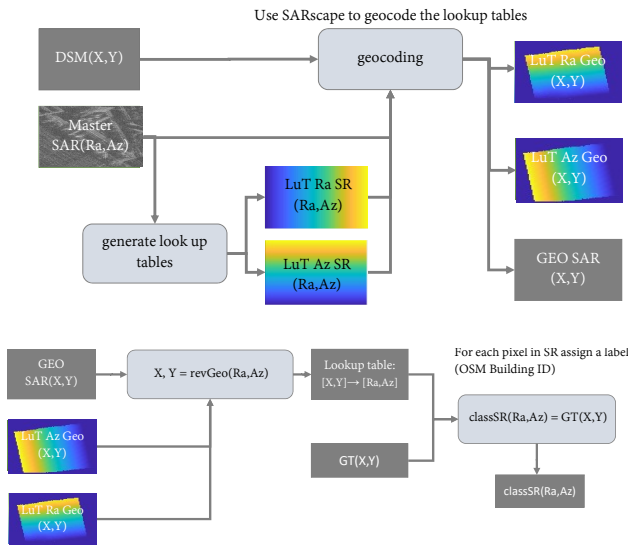 Use SARscape to geocode the lookup tables
DSM(X,Y)
geocoding
LuT Ra Geo
(X,Y)
Master
SAR(Ra,Az)
LuT Az Geo
(X,Y)
LuT Ra SR
(Ra,Az)
generate look up
tables
LuT Az SR
(Ra,Az)
GEO SAR
(X,Y)
GEO
SAR(X,Y)
X, Y = revGeo(Ra,Az)
Lookup table:
[X,Y]→ [Ra,Az]
For each pixel in SR assign a label
(OSM Building ID)
LuT Az Geo
(X,Y)
classSR(Ra,Az) = GT(X,Y)
GT(X,Y)
LuT Ra Geo
(X,Y)
classSR(Ra,Az)